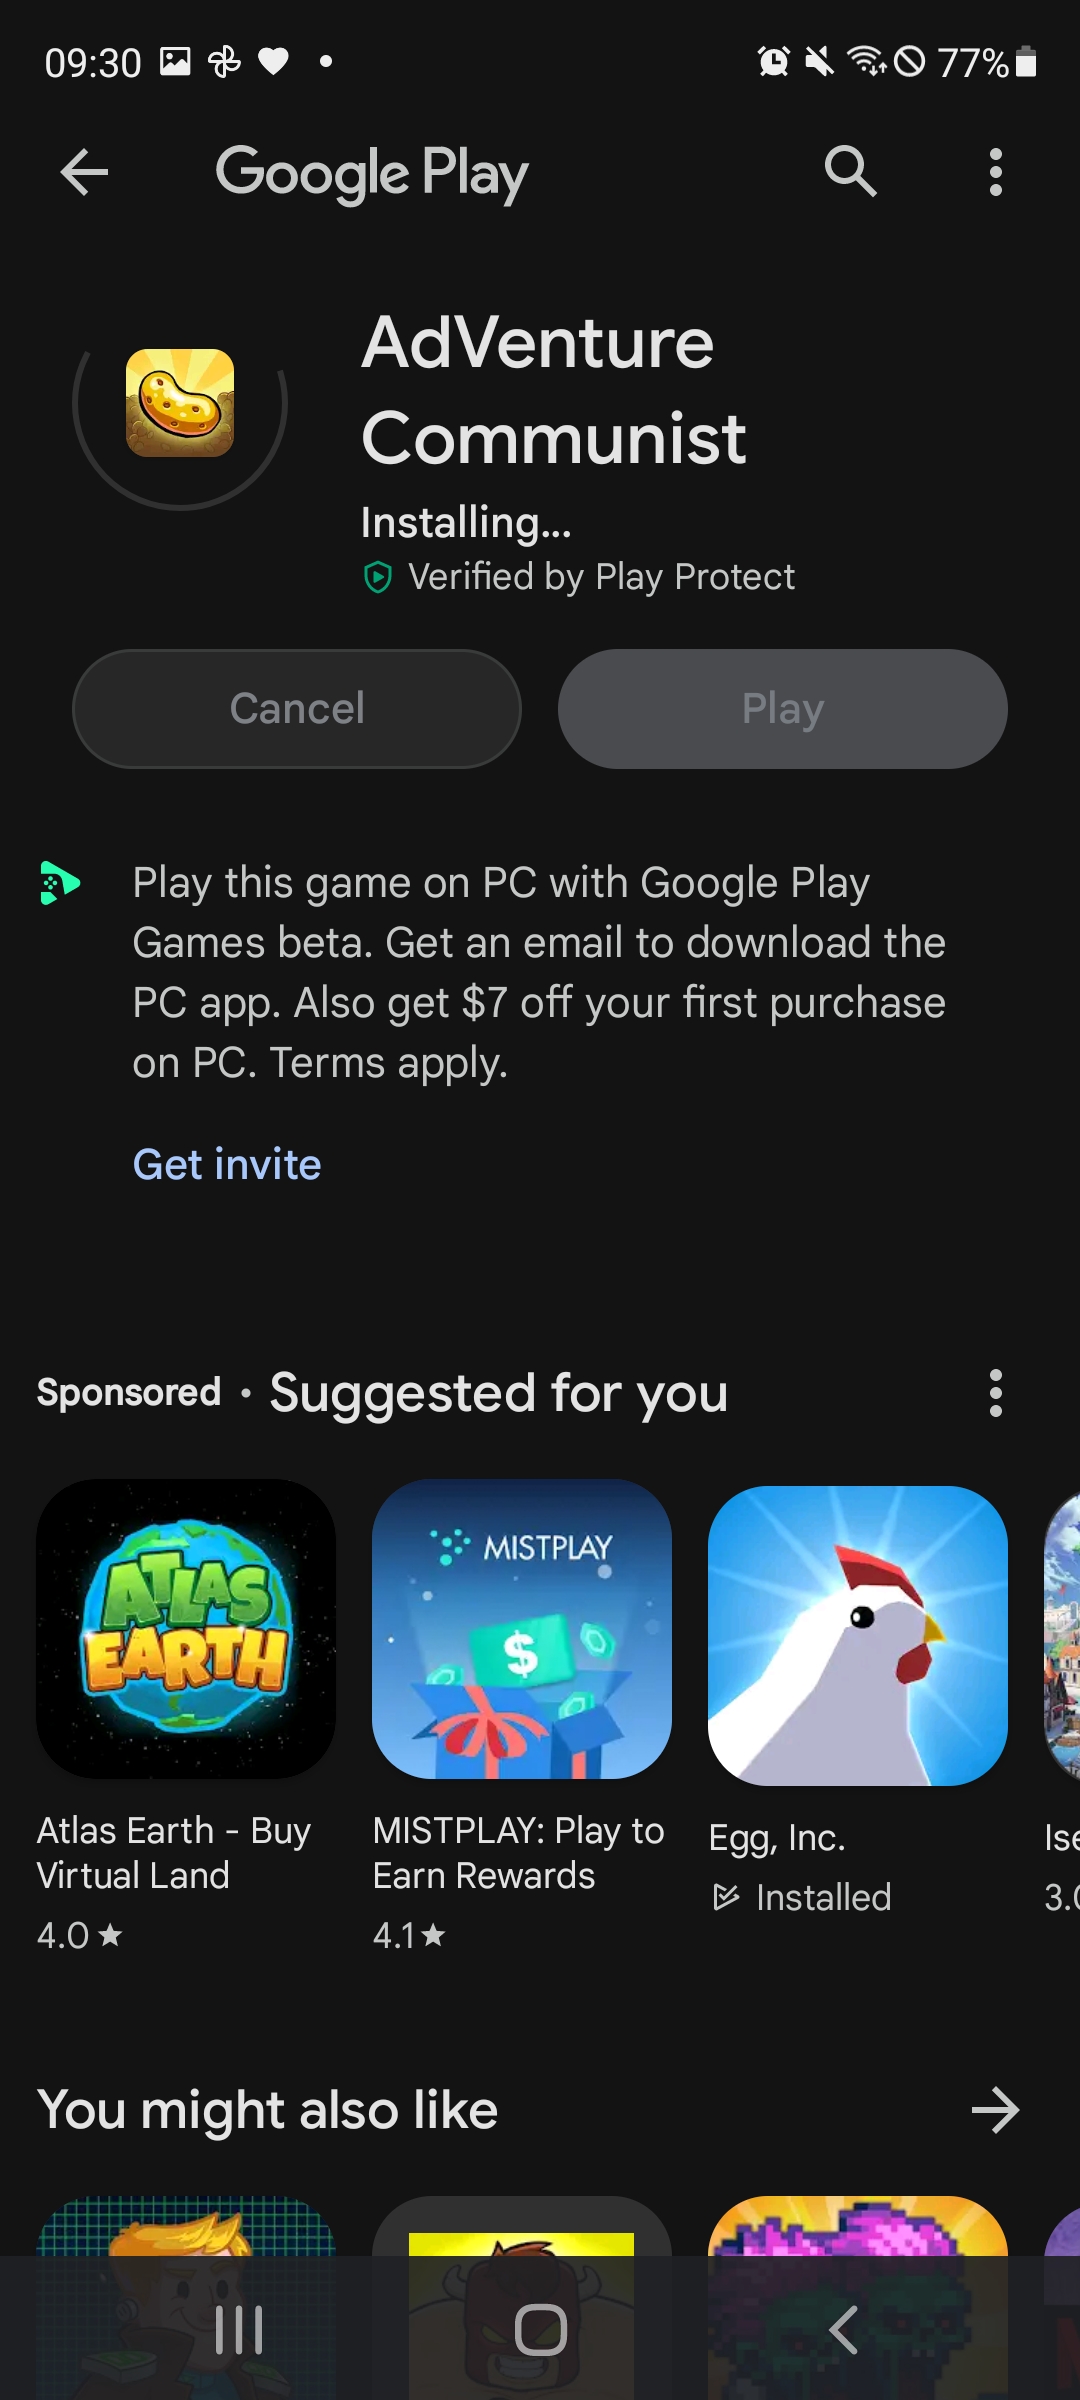 09:30
77%
Google Play
AdVenture
Communist
Installing...
Verified by Play Protect
Cancel
Play
Play this game on PC with Google Play
Games beta. Get an email to download the
PC app. Also get $7 off your first purchase
on PC. Terms apply.
Get invite
Sponsored • Suggested for you
ATLAS
EARTH
MISTPLAY
$
Atlas Earth - Buy
Virtual Land
4.0★
MISTPLAY: Play to
Earn Rewards
4.1★
Egg, Inc.
Installed
You might also like